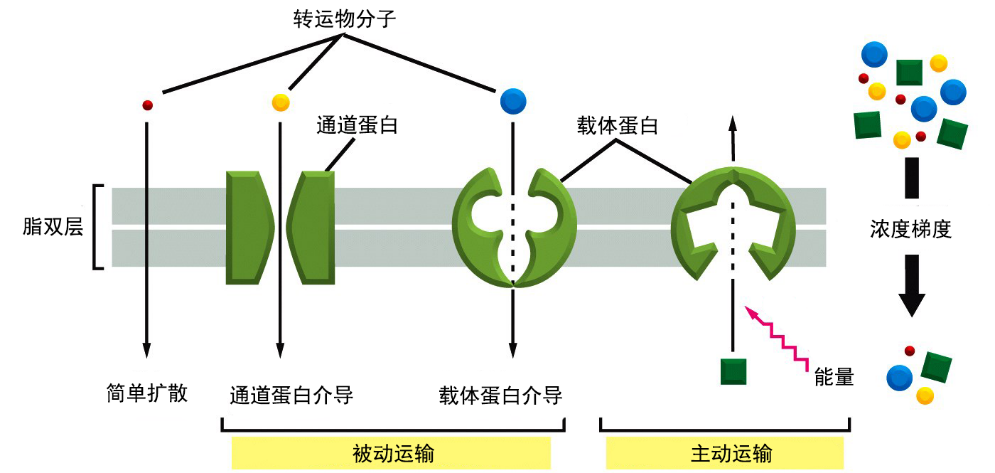 转运物分子
通道蛋白
载体蛋白
脂双层
浓度梯度
能量
简单扩散
通道蛋白介导
载体蛋白介导
被动运输
主动运输